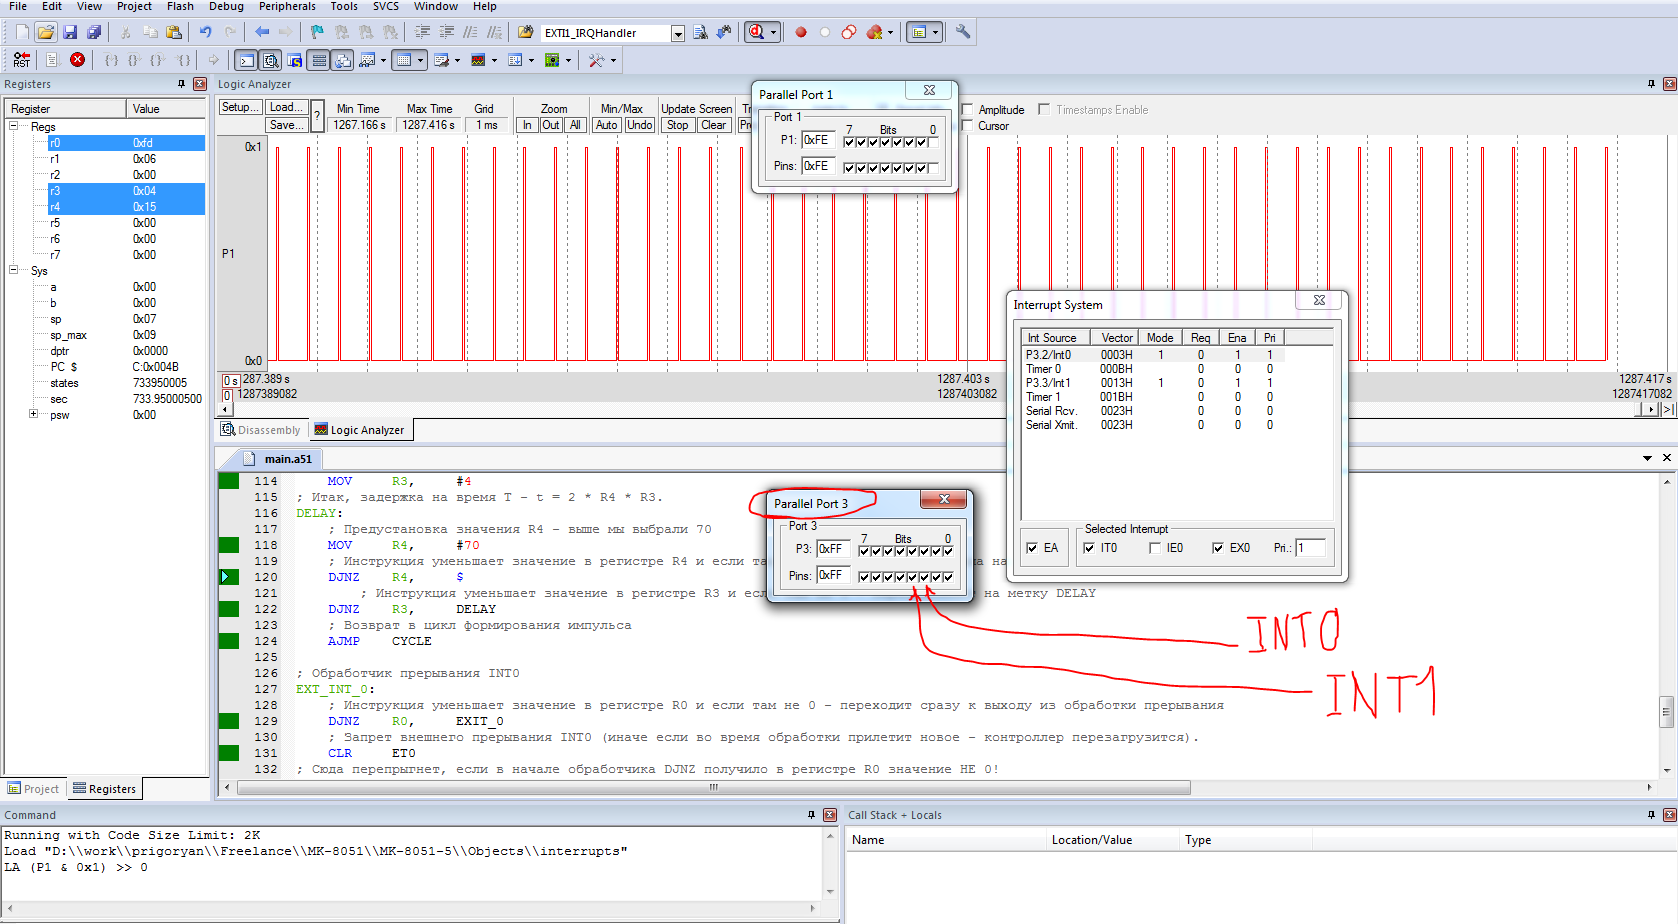 File Edit View Project Flash Debug Peripherals Tools SVCS Window Help
EXTI1_IRQHandler
RST
Registers
Register Value
Regs
r0 0xfd
r1 0x06
r2 0x00
r3 0x04
r4 0x15
r5 0x00
r6 0x00
r7 0x00
Sys
a 0x00
b 0x00
sp 0x07
sp_max 0x09
dptr 0x0000
PC $ C:0x004B
states 733950005
sec 733.95000500
psw 0x00
Project Registers
Logic Analyzer
Setup... Load... ? Min Time Max Time Grid Zoom Min/Max Update Screen Amplitude Timestamps Enable
Save... 1267.166 s 1287.416 s 1 ms In Out All Auto Undo Stop Clear Cursor
0x1
P1
0x0
0 s 287.389 s 1287.403 s 1287.417 s
0 1287389082 1287403082 1287417082
Disassembly Logic Analyzer
Parallel Port 1
Port 1
7 Bits 0
P1: 0xFE
Pins: 0xFE
Interrupt System
Int Source Vector Mode Req Ena Pri
P3.2/Int0 0003H 1 0 1 1
Timer 0 000BH 0 0 0
P3.3/Int1 0013H 1 0 1 1
Timer 1 001BH 0 0 0
Serial Rcv. 0023H 0 0 0
Serial Xmit. 0023H 0 0 0
Selected Interrupt
EA IT0 IE0 EX0 Pri.: 1
main.a51
114 MOV R3, #4
115 ; Итак, задержка на время T - t = 2 * R4 * R3.
116 DELAY:
117 ; Предустановка значения R4 - выше мы выбрали 70
118 MOV R4, #70
119 ; Инструкция уменьшает значение в регистре R4 и если на
120 DJNZ R4, $
121 ; Инструкция уменьшает значение в регистре R3 и если на метку DELAY
122 DJNZ R3, DELAY
123 ; Возврат в цикл формирования импульса
124 AJMP CYCLE
125
126 ; Обработчик прерывания INT0
127 EXT_INT_0:
128 ; Инструкция уменьшает значение в регистре R0 и если там не 0 - переходит сразу к выходу из обработки прерывания
129 DJNZ R0, EXIT_0
130 ; Запрет внешнего прерывания INT0 (иначе если во время обработки прилетит новое - контроллер перезагрузится).
131 CLR ET0
132 ; Сюда перепрыгнет, если в начале обработчика DJNZ получило в регистре R0 значение НЕ 0!
Parallel Port 3
Port 3
7 Bits 0
P3: 0xFF
Pins: 0xFF
INT0
INT1
Command
Running with Code Size Limit: 2K
Load "D:\\work\\prigoryan\\Freelance\\MK-8051\\MK-8051-5\\Objects\\interrupts"
LA (P1 & 0x1) >> 0
Call Stack + Locals
Name Location/Value Type